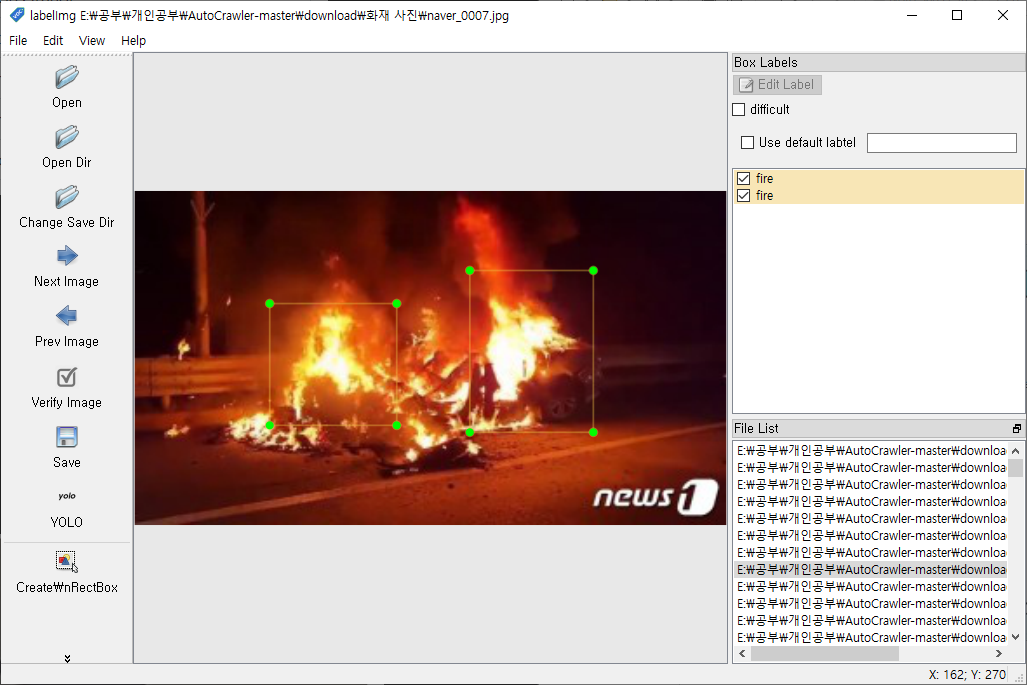 labelImg E:₩공부₩개인공부₩AutoCrawler-master₩download₩화재 사진₩naver_0007.jpg
File Edit View Help
Open
Open Dir
Change Save Dir
Next Image
Prev Image
Verify Image
Save
yolo
YOLO
Create₩nRectBox
news1
Box Labels
Edit Label
difficult
Use default labtel
fire
fire
File List
E:₩공부₩개인공부₩AutoCrawler-master₩downloa
E:₩공부₩개인공부₩AutoCrawler-master₩downloa
E:₩공부₩개인공부₩AutoCrawler-master₩downloa
E:₩공부₩개인공부₩AutoCrawler-master₩downloa
E:₩공부₩개인공부₩AutoCrawler-master₩downloa
E:₩공부₩개인공부₩AutoCrawler-master₩downloa
E:₩공부₩개인공부₩AutoCrawler-master₩downloa
E:₩공부₩개인공부₩AutoCrawler-master₩downloa
E:₩공부₩개인공부₩AutoCrawler-master₩downloa
E:₩공부₩개인공부₩AutoCrawler-master₩downloa
E:₩공부₩개인공부₩AutoCrawler-master₩downloa
E:₩공부₩개인공부₩AutoCrawler-master₩downloa
X: 162; Y: 270